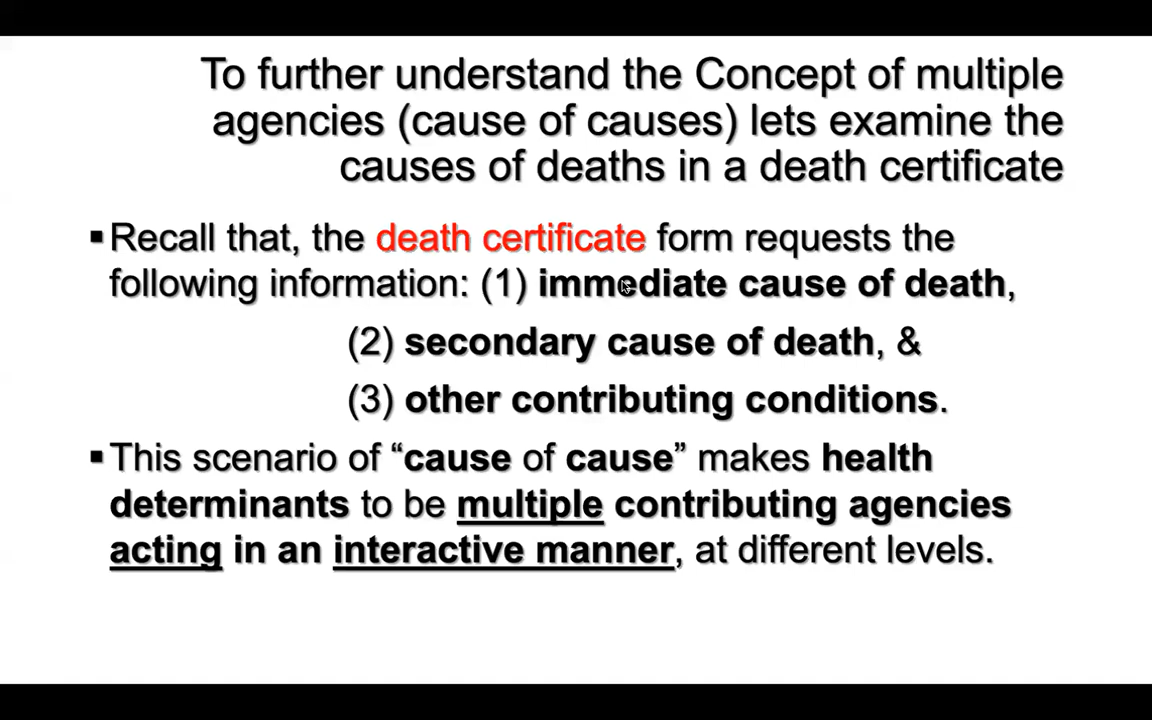 To further understand the Concept of multiple
agencies (cause of causes) lets examine the
causes of deaths in a death certificate
▪Recall that, the death certificate form requests the
following information: (1) immediate cause of death,
(2) secondary cause of death, &
(3) other contributing conditions.
▪This scenario of “cause of cause” makes health
determinants to be multiple contributing agencies
acting in an interactive manner, at different levels.